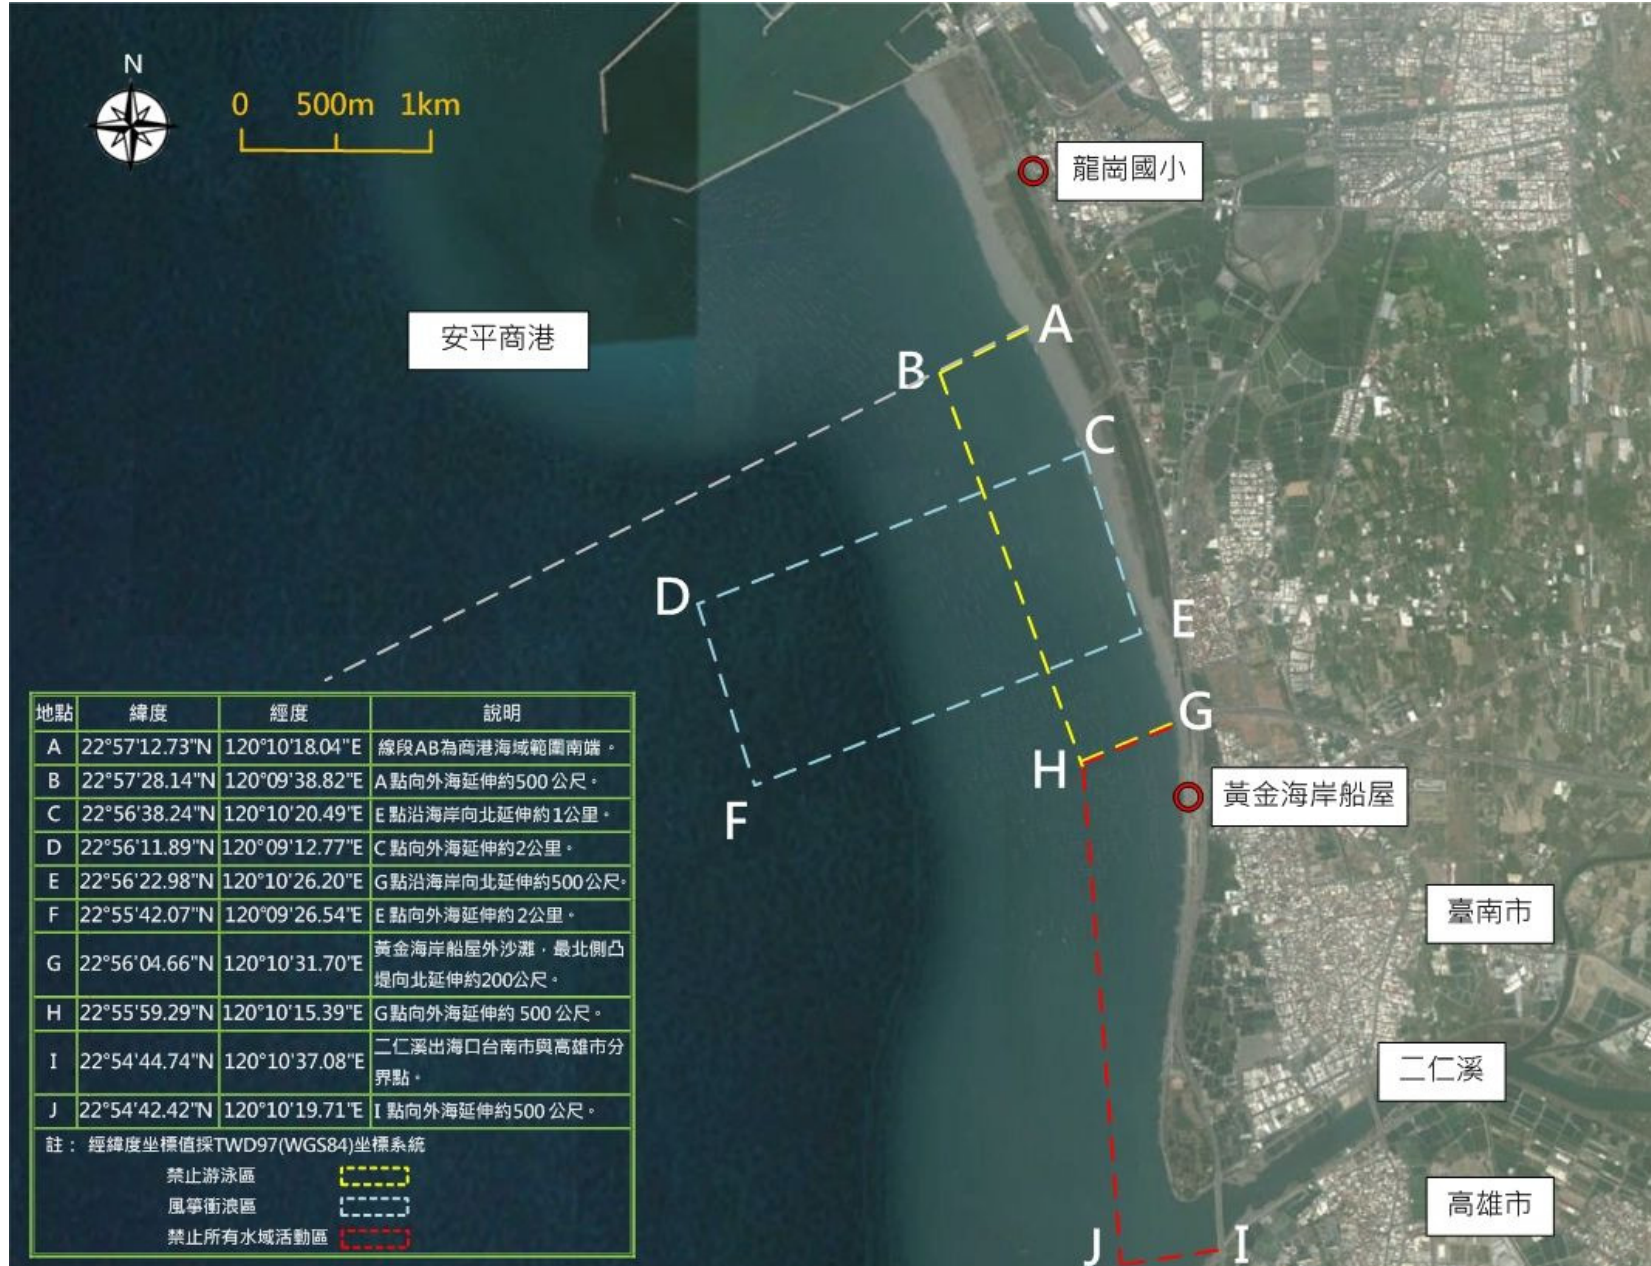 N
0 500m 1km
龍崗國小
安平商港
A
B
C
D
E
F
G
H
黃金海岸船屋
臺南市
二仁溪
高雄市
J
I
地點 緯度 經度 說明
A 22°57'12.73"N 120°10'18.04"E 線段AB為商港海域範圍南端。
B 22°57'28.14"N 120°09'38.82"E A點向外海延伸約500公尺。
C 22°56'38.24"N 120°10'20.49"E E點沿海岸向北延伸約1公里。
D 22°56'11.89"N 120°09'12.77"E C點向外海延伸約2公里。
E 22°56'22.98"N 120°10'26.20"E G點沿海岸向北延伸約500公尺。
F 22°55'42.07"N 120°09'26.54"E E點向外海延伸約2公里。
G 22°56'04.66"N 120°10'31.70"E 黃金海岸船屋外沙灘，最北側凸
堤向北延伸約200公尺。
H 22°55'59.29"N 120°10'15.39"E G點向外海延伸約 500公尺。
I 22°54'44.74"N 120°10'37.08"E 二仁溪出海口台南市與高雄市分
界點。
J 22°54'42.42"N 120°10'19.71"E I 點向外海延伸約500公尺。
註： 經緯度坐標值採TWD97(WGS84)坐標系統
禁止游泳區
風箏衝浪區
禁止所有水域活動區